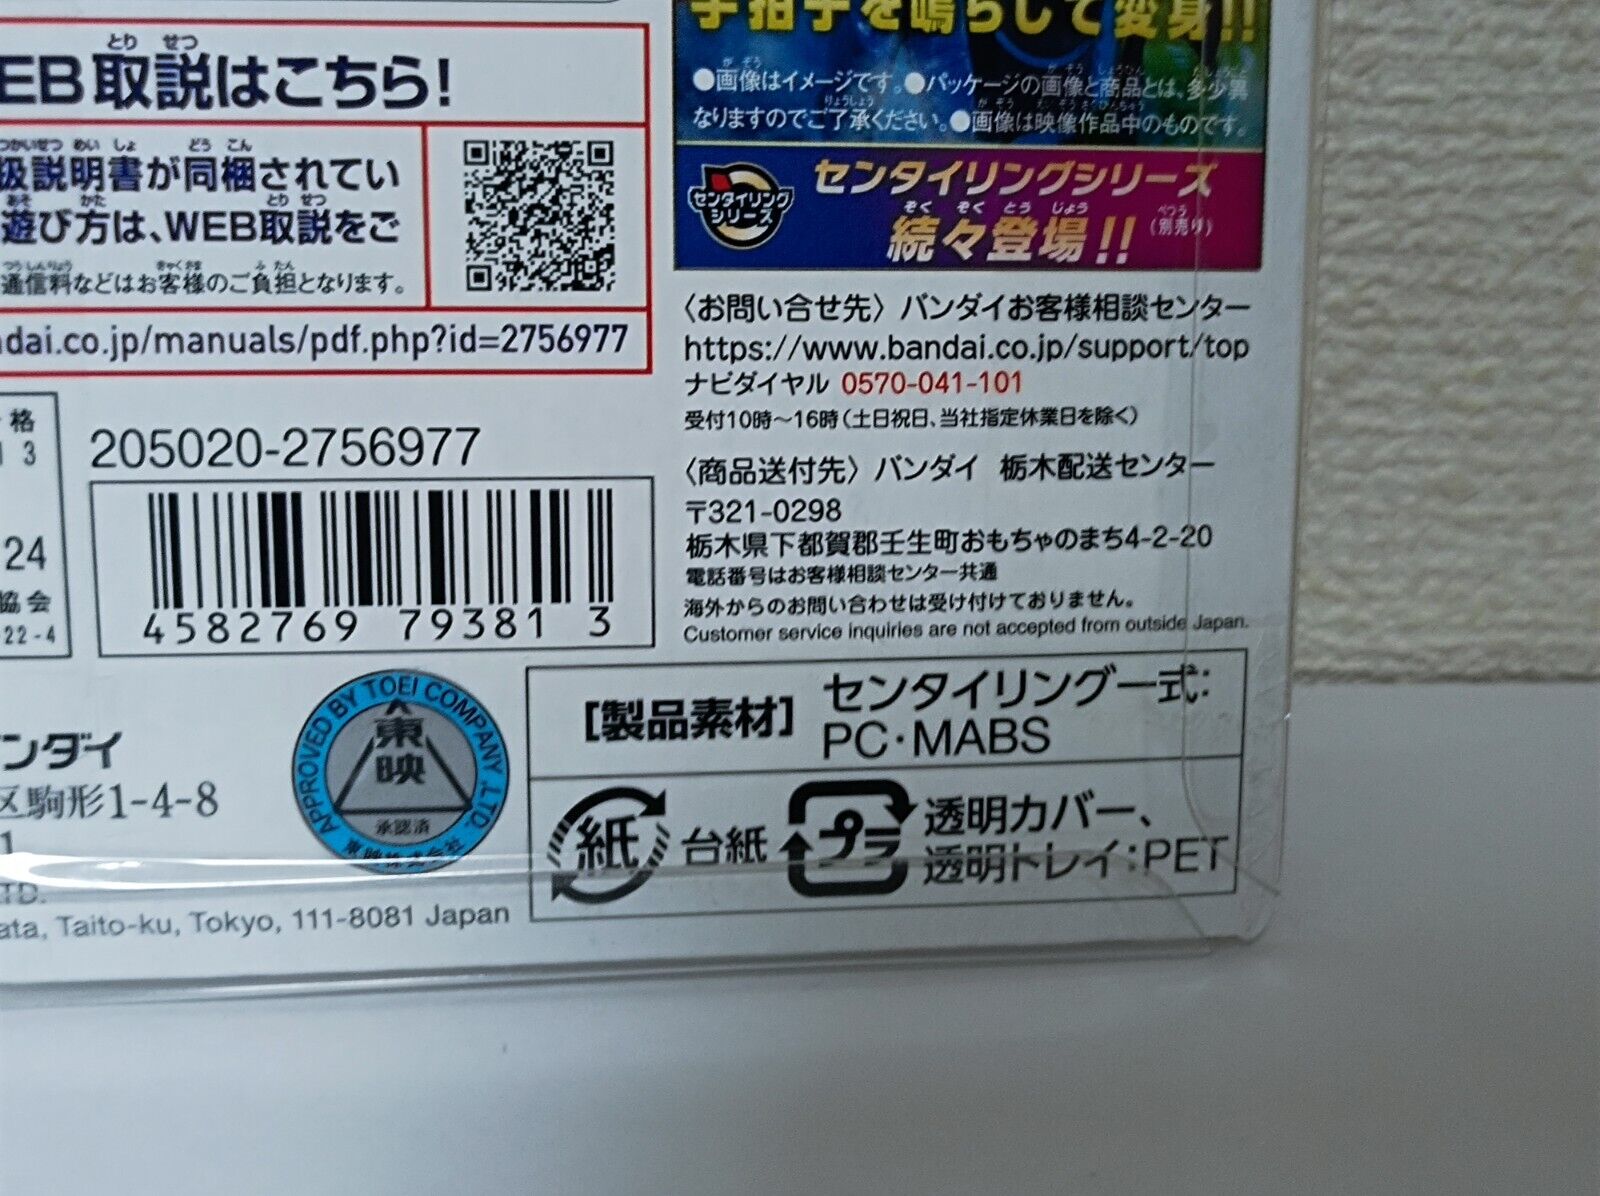 手拍子を鳴らして変身!!
●画像はイメージです。●パッケージの画像と商品とは、多少異
なりますのでご了承ください。●画像は映像作品中のものです。
センタイリング
シリーズ
センタイリングシリーズ
続々登場!! (別売り)
EB 取説はこちら!
扱説明書が同梱されてい
遊び方は、WEB取説をご
通信料などはお客様のご負担となります。
ndai.co.jp/manuals/pdf.php?id=2756977
〈お問い合せ先〉バンダイお客様相談センター
https://www.bandai.co.jp/support/top
ナビダイヤル 0570-041-101
受付10時〜16時(土日祝日、当社指定休業日を除く)
〈商品送付先〉バンダイ 栃木配送センター
〒321-0298
栃木県下都賀郡壬生町おもちゃのまち4-2-20
電話番号はお客様相談センター共通
海外からのお問い合わせは受け付けておりません。
Customer service inquiries are not accepted from outside Japan.
格
13
24
協会
22-4
205020-2756977
4582769 79381 3
ンダイ
区駒形1-4-8
1
LTD.
ata, Taito-ku, Tokyo, 111-8081 Japan
APPROVED BY TOEI COMPANY ,LTD.
東映
承認済
東映株式会社
[製品素材] センタイリング一式:
PC・MABS
紙 台紙
プラ 透明カバー、
透明トレイ:PET